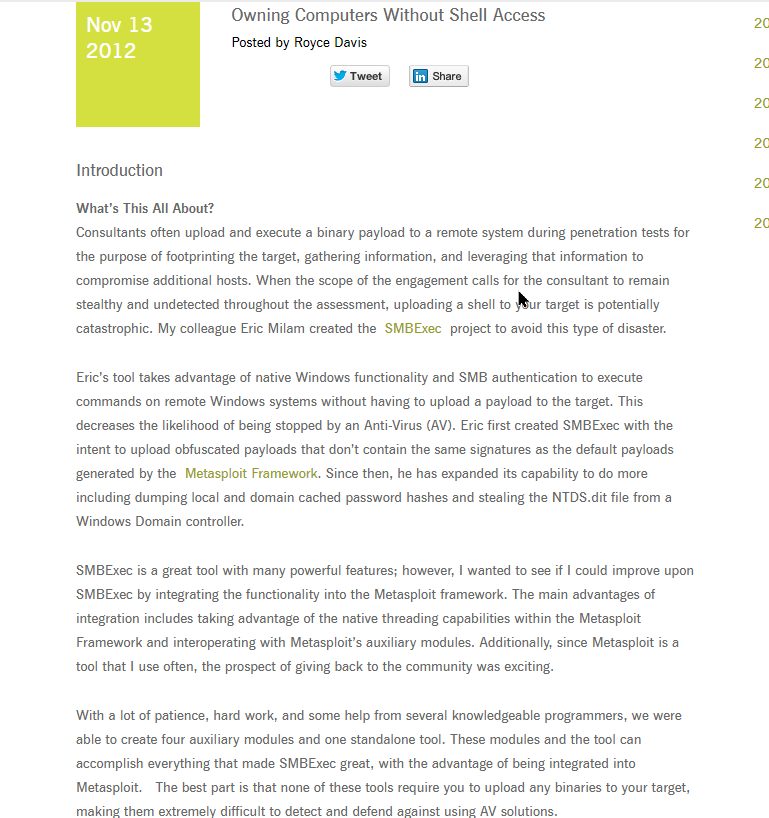 Nov 13
2012
Owning Computers Without Shell Access
Posted by Royce Davis
Tweet
in Share
20
20
20
20
20
20
Introduction
What's This All About?
Consultants often upload and execute a binary payload to a remote system during penetration tests for
the purpose of footprinting the target, gathering information, and leveraging that information to
compromise additional hosts. When the scope of the engagement calls for the consultant to remain
stealthy and undetected throughout the assessment, uploading a shell to your target is potentially
catastrophic. My colleague Eric Milam created the SMBExec project to avoid this type of disaster.
Eric's tool takes advantage of native Windows functionality and SMB authentication to execute
commands on remote Windows systems without having to upload a payload to the target. This
decreases the likelihood of being stopped by an Anti-Virus (AV). Eric first created SMBExec with the
intent to upload obfuscated payloads that don't contain the same signatures as the default payloads
generated by the Metasploit Framework. Since then, he has expanded its capability to do more
including dumping local and domain cached password hashes and stealing the NTDS.dit file from a
Windows Domain controller.
SMBExec is a great tool with many powerful features; however, I wanted to see if I could improve upon
SMBExec by integrating the functionality into the Metasploit framework. The main advantages of
integration includes taking advantage of the native threading capabilities within the Metasploit
Framework and interoperating with Metasploit's auxiliary modules. Additionally, since Metasploit is a
tool that I use often, the prospect of giving back to the community was exciting.
With a lot of patience, hard work, and some help from several knowledgeable programmers, we were
able to create four auxiliary modules and one standalone tool. These modules and the tool can
accomplish everything that made SMBExec great, with the advantage of being integrated into
Metasploit. The best part is that none of these tools require you to upload any binaries to your target,
making them extremely difficult to detect and defend against using AV solutions.